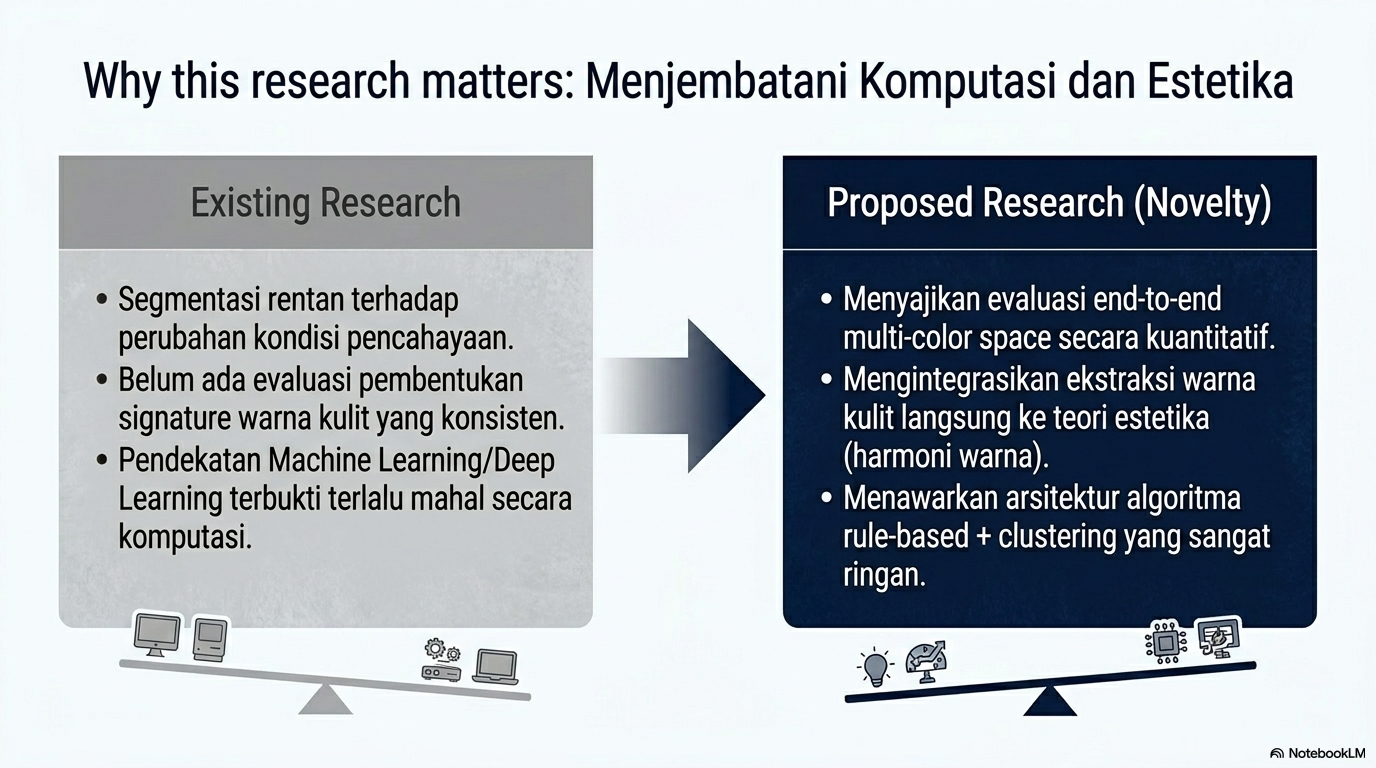 Why this research matters: Menjembatani Komputasi dan Estetika
Existing Research
• Segmentasi rentan terhadap
perubahan kondisi pencahayaan.
• Belum ada evaluasi pembentukan
signature warna kulit yang konsisten.
• Pendekatan Machine Learning/Deep
Learning terbukti terlalu mahal secara
komputasi.
Proposed Research (Novelty)
• Menyajikan evaluasi end-to-end
multi-color space secara kuantitatif.
• Mengintegrasikan ekstraksi warna
kulit langsung ke teori estetika
(harmoni warna).
• Menawarkan arsitektur algoritma
rule-based + clustering yang sangat
ringan.
NotebookLM